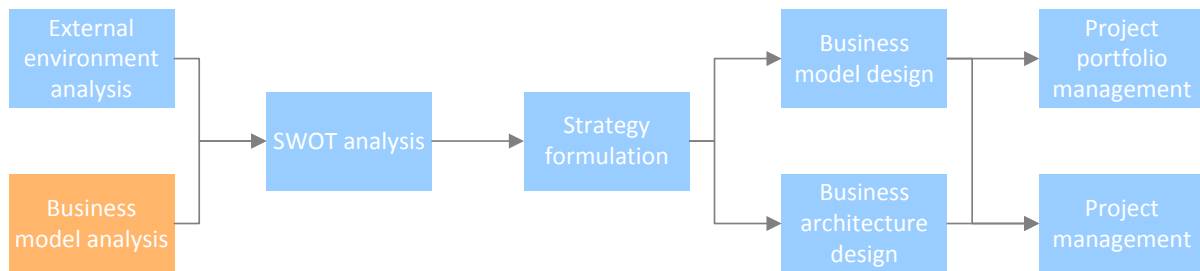 External
environment
analysis
Business
model analysis
SWOT analysis
Strategy
formulation
Business
model design
Business
architecture
design
Project
portfolio
management
Project
management